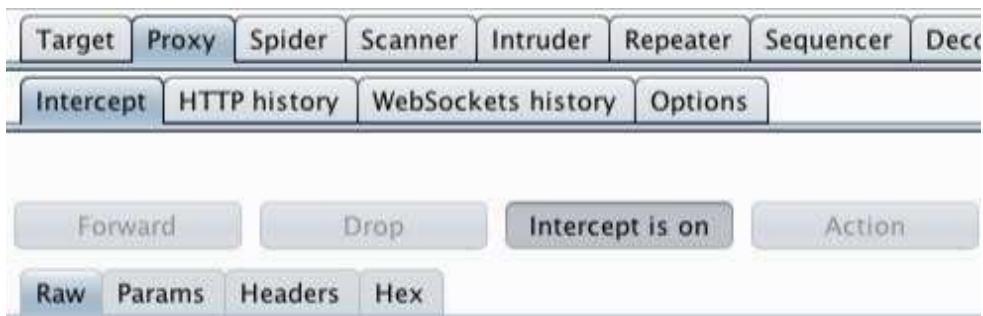 Target Proxy Spider Scanner Intruder Repeater Sequencer Deco
Intercept HTTP history WebSockets history Options
Forward Drop Intercept is on Action
Raw Params Headers Hex